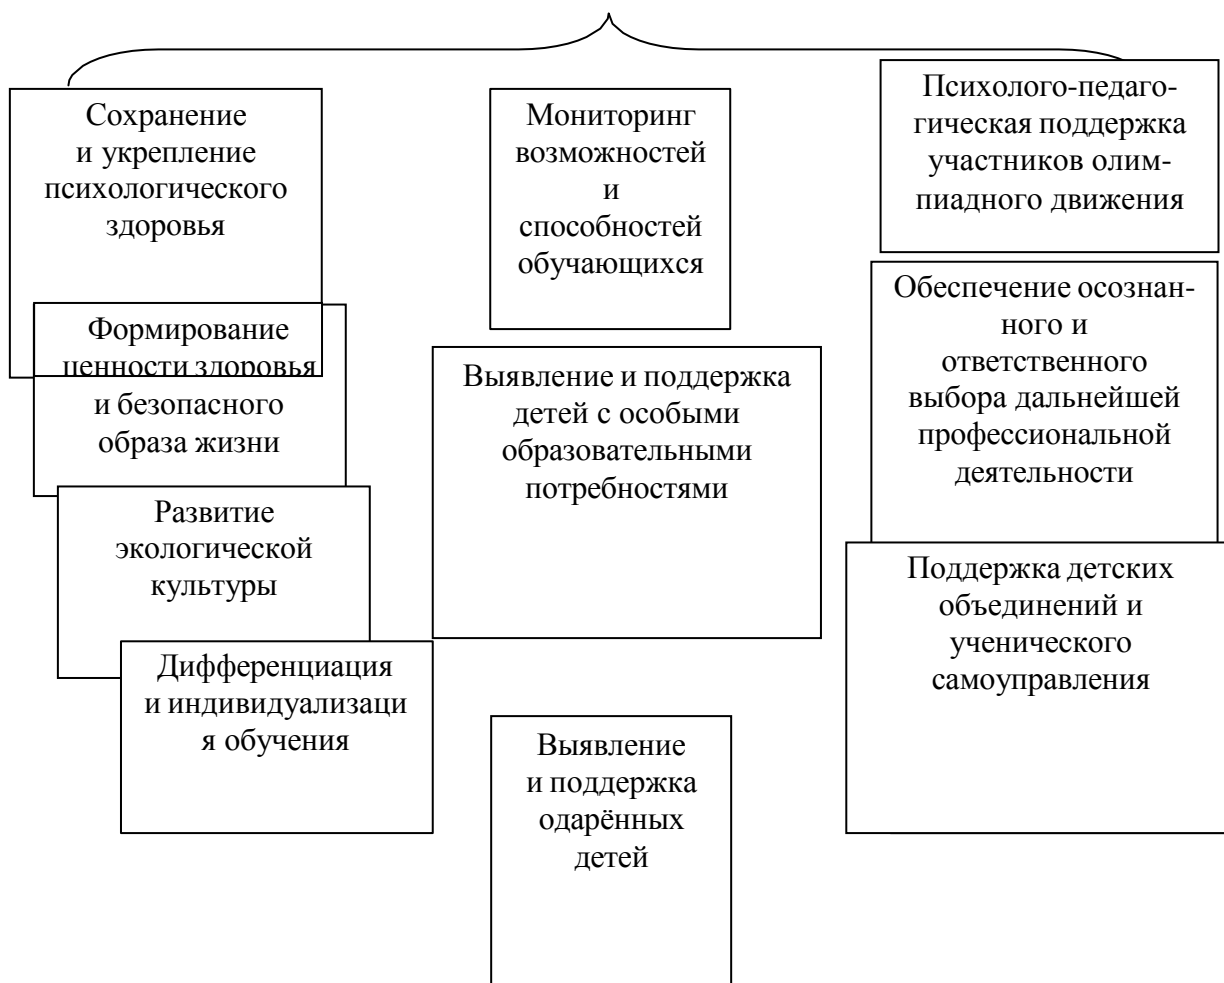 Сохранение
и укрепление
психологического
здоровья
Формирование
ценности здоровья
и безопасного
образа жизни
Развитие
экологической
культуры
Дифференциация
и индивидуализаци
я обучения
Мониторинг
возможностей
и
способностей
обучающихся
Выявление и поддержка
детей с особыми
образовательными
потребностями
Выявление
и поддержка
одарённых
детей
Психолого-педаго-
гическая поддержка
участников олим-
пиадного движения
Обеспечение осознан-
ного и
ответственного
выбора дальнейшей
профессиональной
деятельности
Поддержка детских
объединений и
ученического
самоуправления